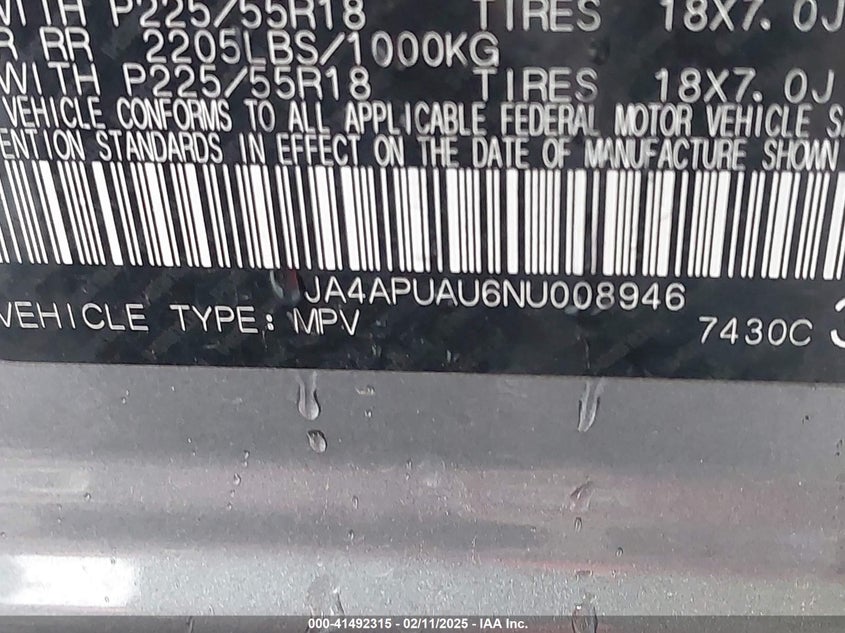 WITH P225/55R18 TIRES 18X7.0J
R RR 2205LBS/1000KG
WITH P225/55R18 TIRES 18X7.0J
VEHICLE CONFORMS TO ALL APPLICABLE FEDERAL MOTOR VEHICLE S
ENTION STANDARDS IN EFFECT ON THE DATE OF MANUFACTURE SHOWN
JA4APUAU6NU008946
VEHICLE TYPE: MPV
7430C 3
000-41492315 - 02/11/2025 - IAA Inc.